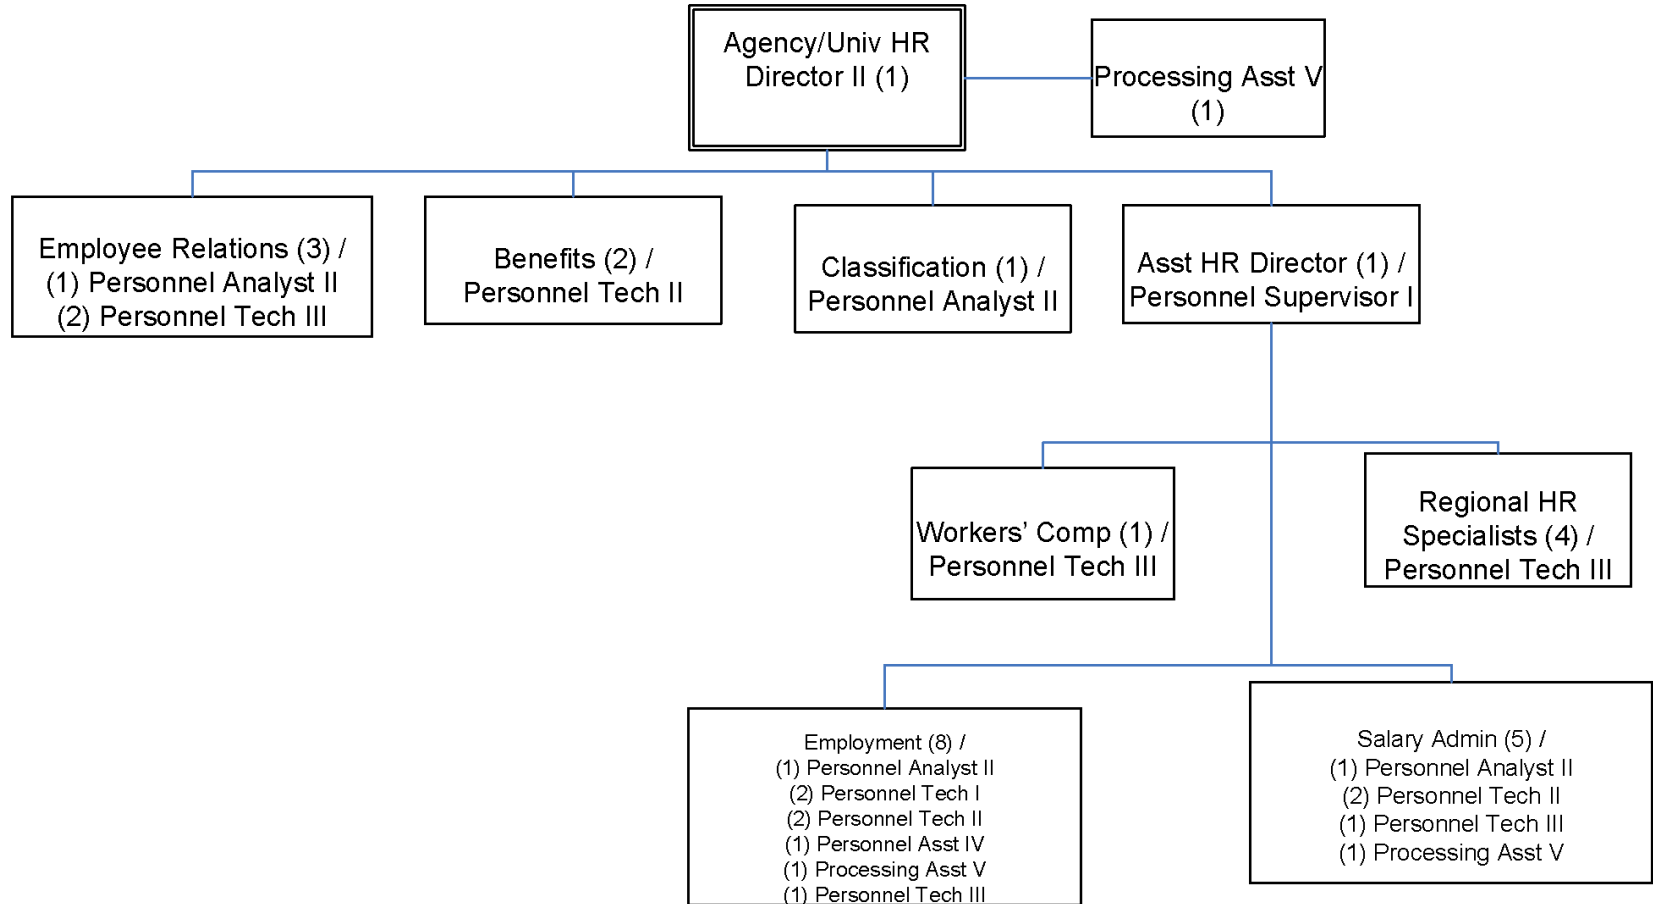 Agency/Univ HR
Director II (1)
Processing Asst V
(1)
Employee Relations (3) /
(1) Personnel Analyst II
(2) Personnel Tech III
Benefits (2) /
Personnel Tech II
Classification (1) /
Personnel Analyst II
Asst HR Director (1) /
Personnel Supervisor I
Workers’ Comp (1) /
Personnel Tech III
Regional HR
Specialists (4) /
Personnel Tech III
Employment (8) /
(1) Personnel Analyst II
(2) Personnel Tech I
(2) Personnel Tech II
(1) Personnel Asst IV
(1) Processing Asst V
(1) Personnel Tech III
Salary Admin (5) /
(1) Personnel Analyst II
(2) Personnel Tech II
(1) Personnel Tech III
(1) Processing Asst V